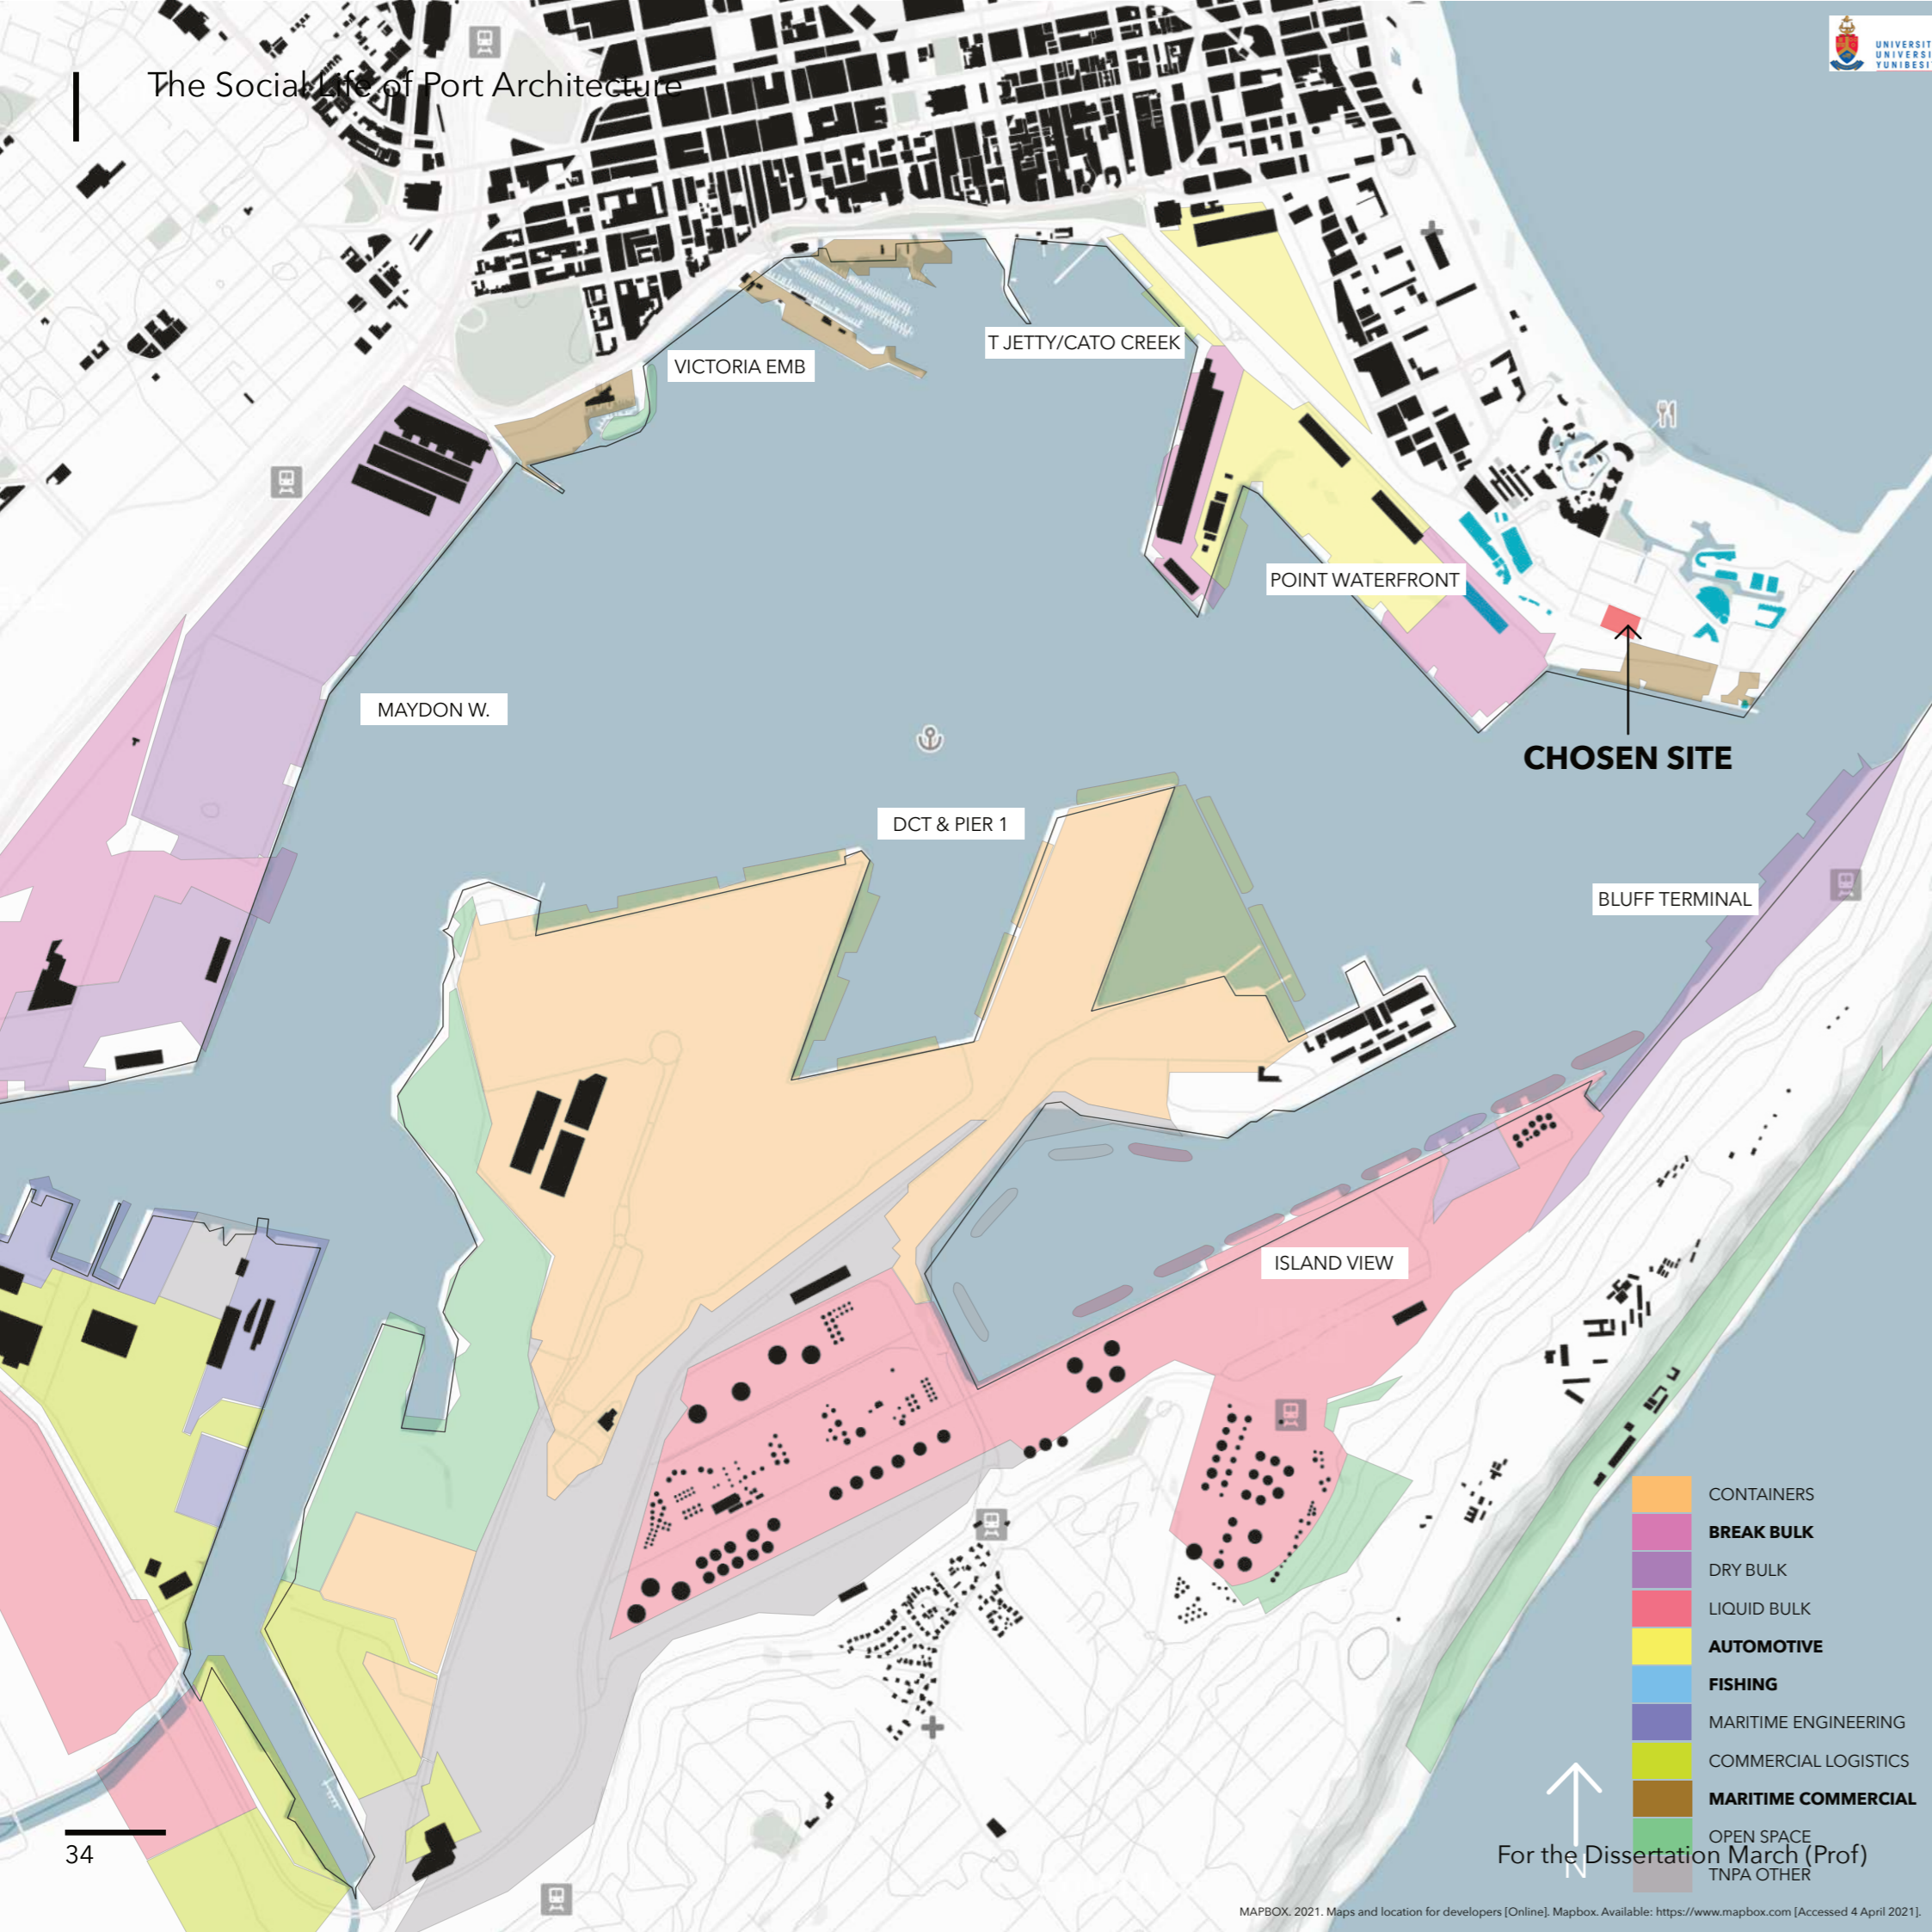 The Social Life of Port Architecture
UNIVERSIT
UNIVERSI
YUNIBESI
T JETTY/CATO CREEK
VICTORIA EMB
POINT WATERFRONT
MAYDON W.
CHOSEN SITE
DCT & PIER 1
BLUFF TERMINAL
ISLAND VIEW
CONTAINERS
BREAK BULK
DRY BULK
LIQUID BULK
AUTOMOTIVE
FISHING
MARITIME ENGINEERING
COMMERCIAL LOGISTICS
MARITIME COMMERCIAL
OPEN SPACE
TNPA OTHER
N
34
For the Dissertation March (Prof)
MAPBOX. 2021. Maps and location for developers [Online]. Mapbox. Available: https://www.mapbox.com [Accessed 4 April 2021].